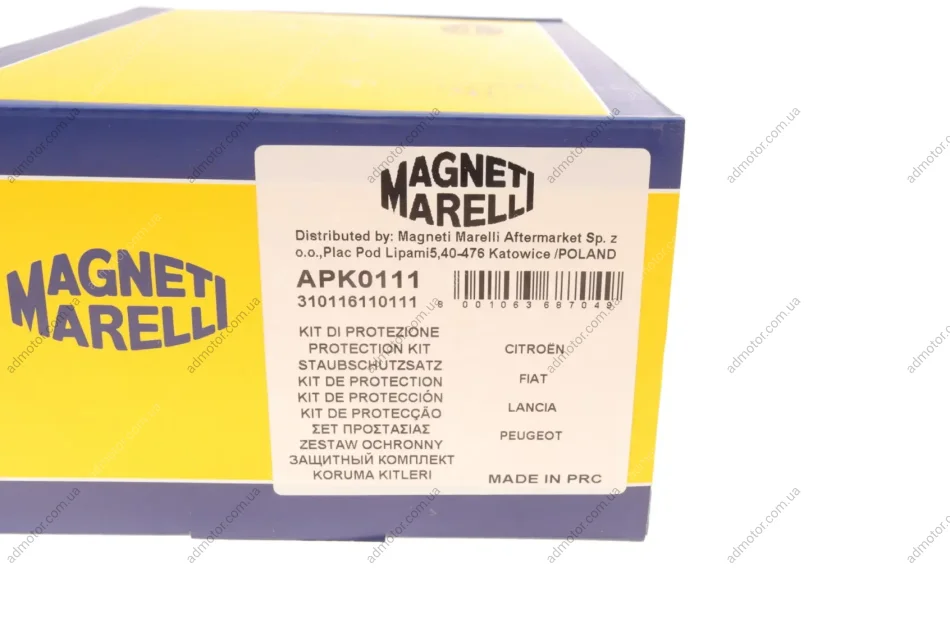 MAGNETI
MARELLI
Distributed by: Magneti Marelli Aftermarket Sp. z
o.o.,Plac Pod Lipami5,40-476 Katowice /POLAND
APK0111
310116110111
8 001063 687049
KIT DI PROTEZIONE
PROTECTION KIT
STAUBSCHUTZSATZ
KIT DE PROTECTION
KIT DE PROTECCIÓN
KIT DE PROTECÇÃO
ΣΕΤ ΠΡΟΣΤΑΣΙΑΣ
ZESTAW OCHRONNY
ЗАЩИТНЫЙ КОМПЛЕКТ
KORUMA KITLERI
CITROËN
FIAT
LANCIA
PEUGEOT
MADE IN PRC
MAGNETI
MARELLI
admotor.com.ua